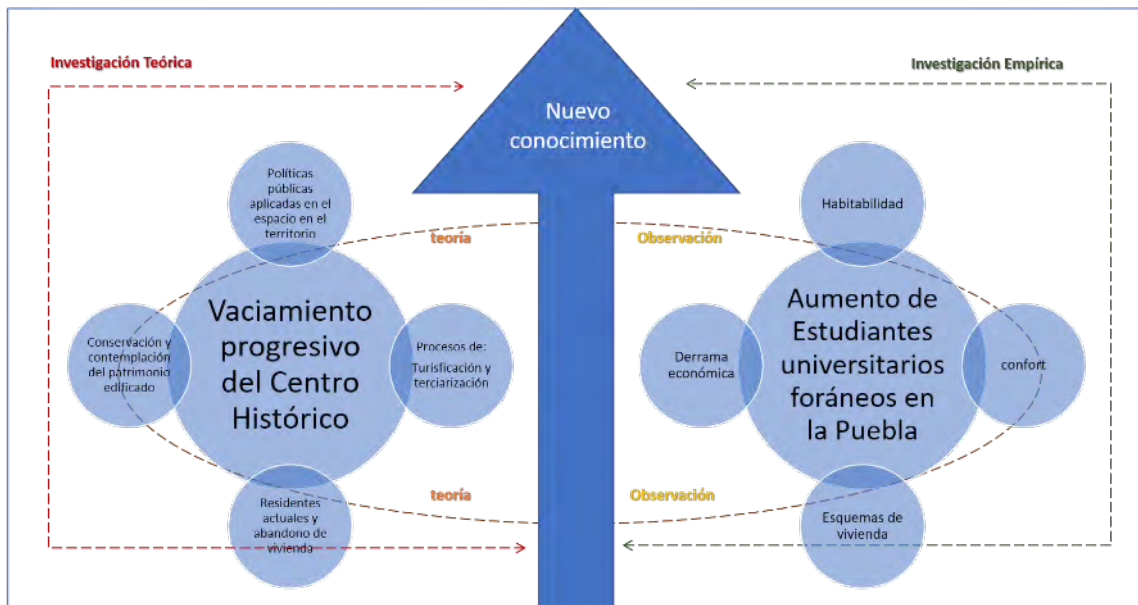 Investigación Teórica
Investigación Empírica
Nuevo
conocimiento
Políticas
públicas
aplicadas en el
espacio en el
territorio
Habitabilidad
teoría
Observación
Vaciamiento
progresivo
del Centro
Histórico
Conservación y
contemplación
del patrimonio
edificado
Procesos de:
Turisficación y
terciarización
Aumento de
Estudiantes
universitarios
foráneos en
la Puebla
Derrama
económica
confort
teoría
Observación
Residentes
actuales y
abandono de
vivienda
Esquemas de
vivienda